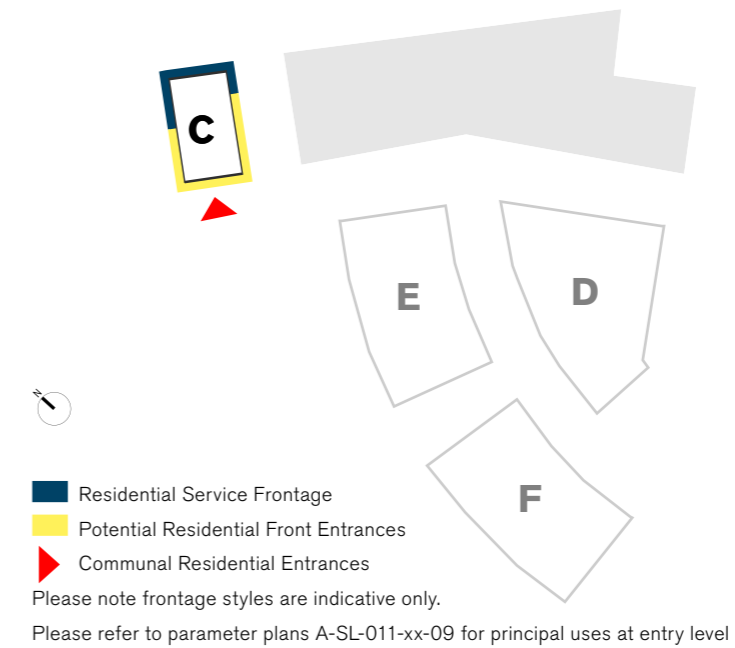 C
E
D
N
F
Residential Service Frontage
Potential Residential Front Entrances
Communal Residential Entrances
Please note frontage styles are indicative only.
Please refer to parameter plans A-SL-011-xx-09 for principal uses at entry level